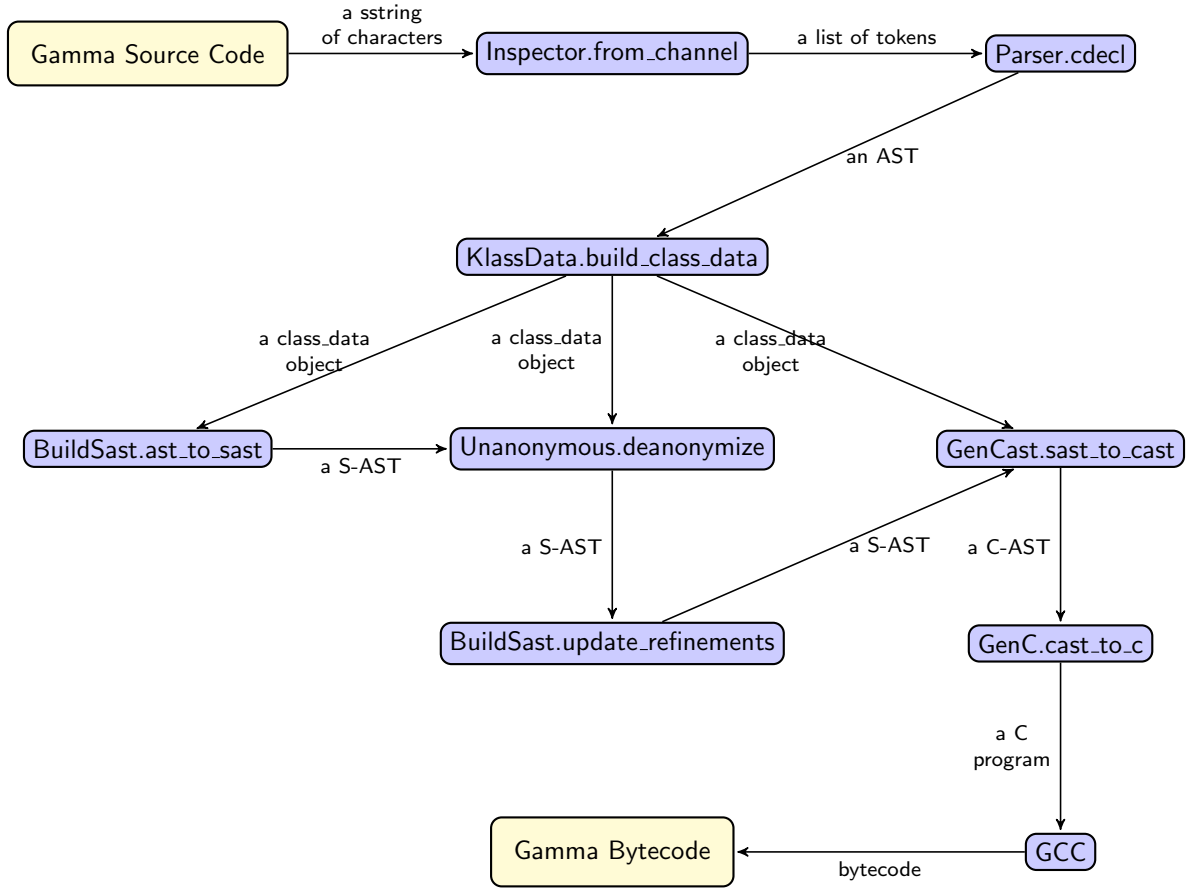 a sstring
of characters
Gamma Source Code
Inspector.from_channel
a list of tokens
Parser.cdecl
an AST
KlassData.build_class_data
a class_data
object
a class_data
object
a class_data
object
BuildSast.ast_to_sast
a S-AST
Unanonymous.deanonymize
GenCast.sast_to_cast
a S-AST
a S-AST
a C-AST
BuildSast.update_refinements
GenC.cast_to_c
a C
program
Gamma Bytecode
bytecode
GCC